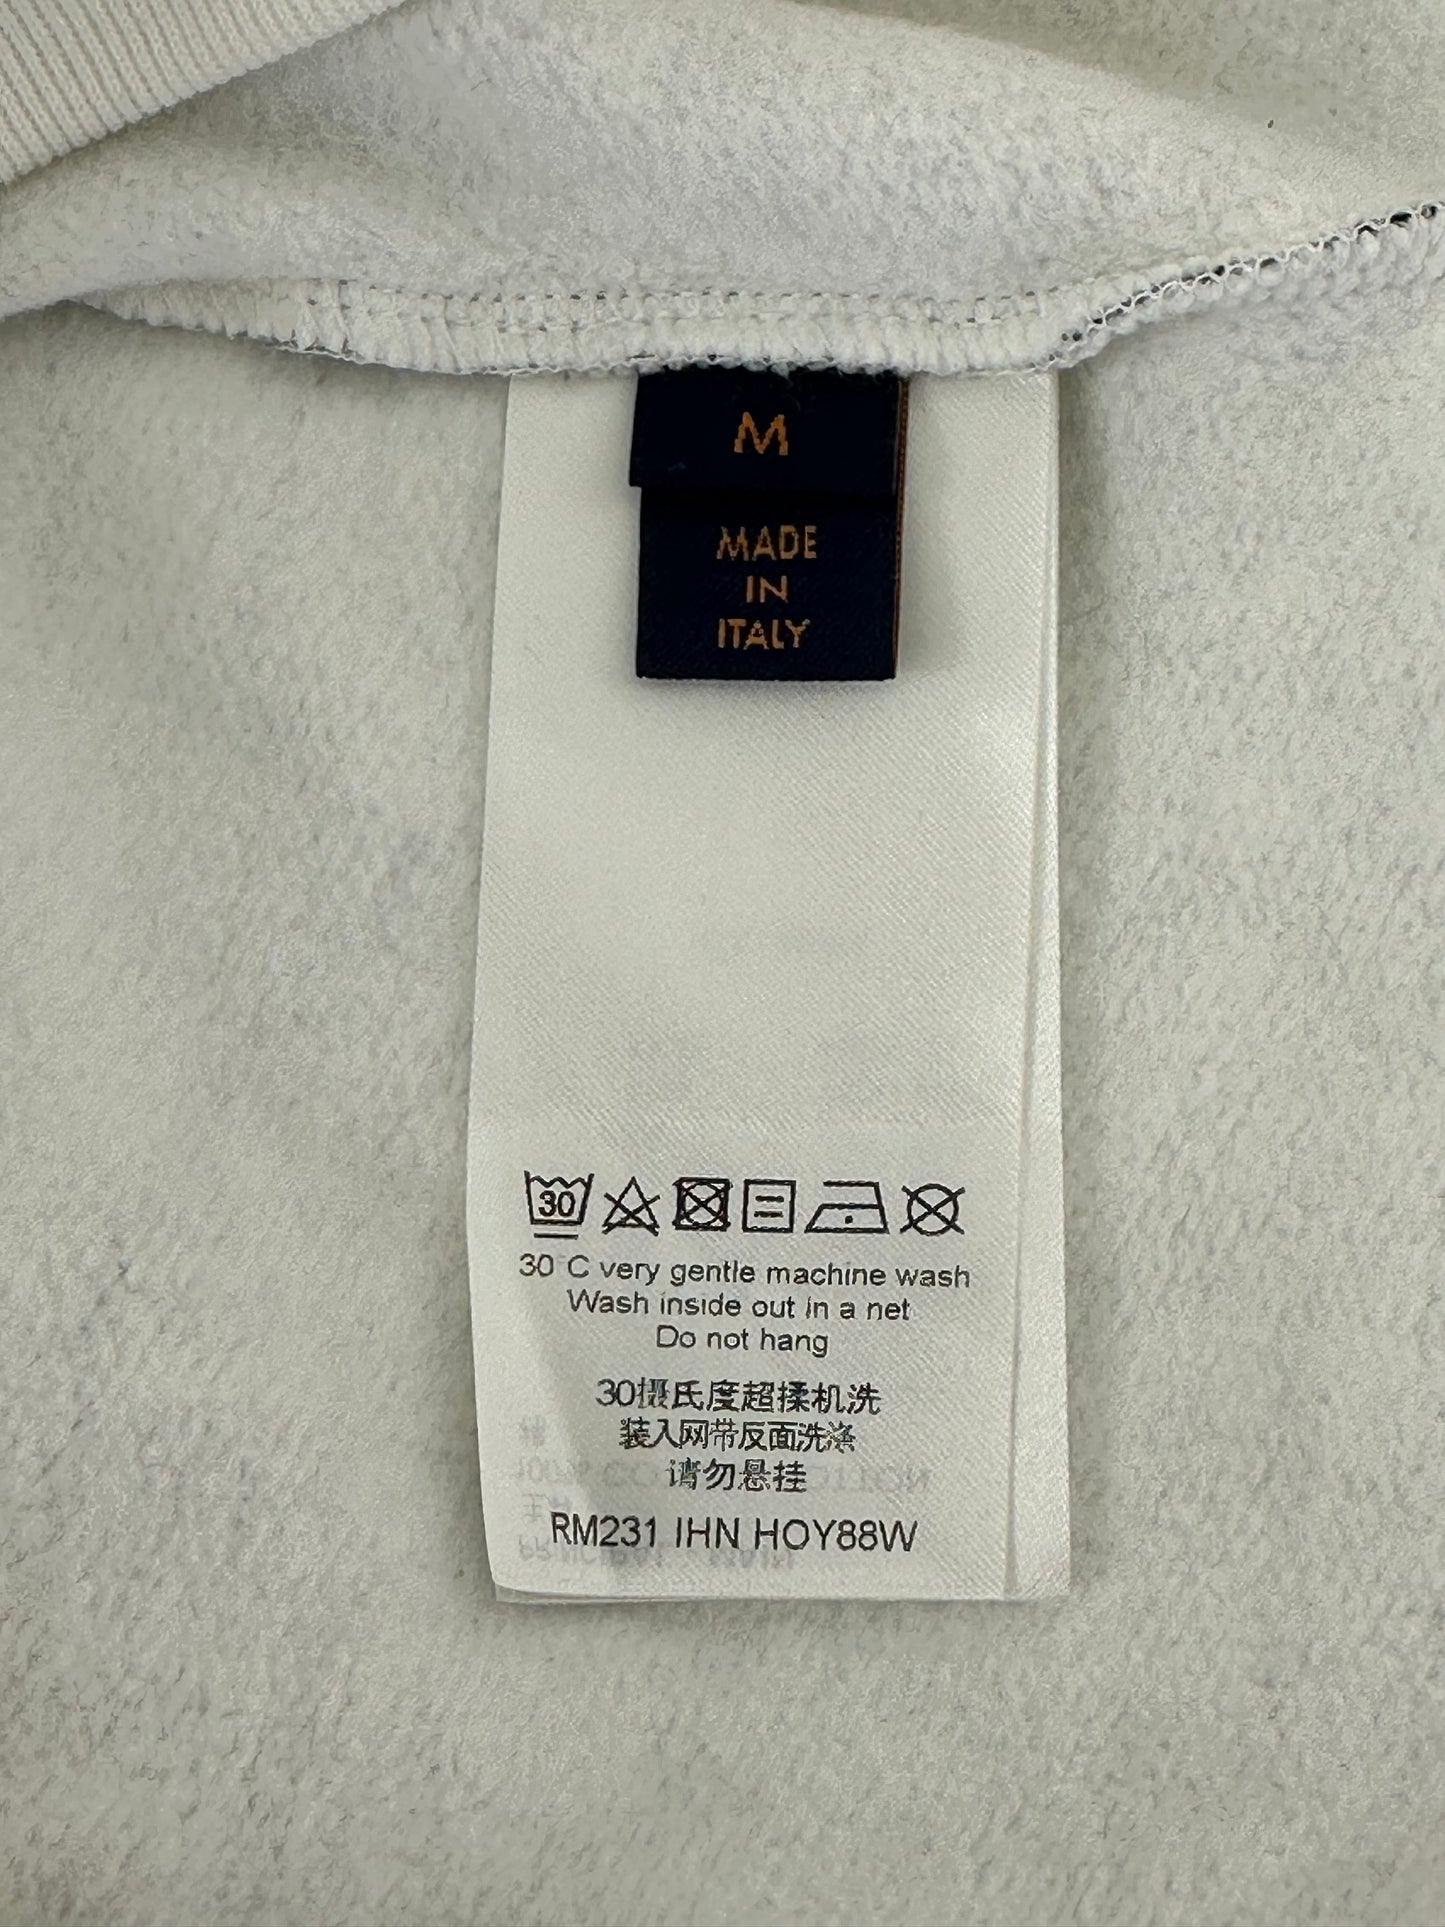 M
MADE
IN
ITALY
30
30°C very gentle machine wash
Wash inside out in a net
Do not hang
30摄氏度超揉机洗
装入网带反面洗涤
请勿悬挂
RM231 IHN HOY88W